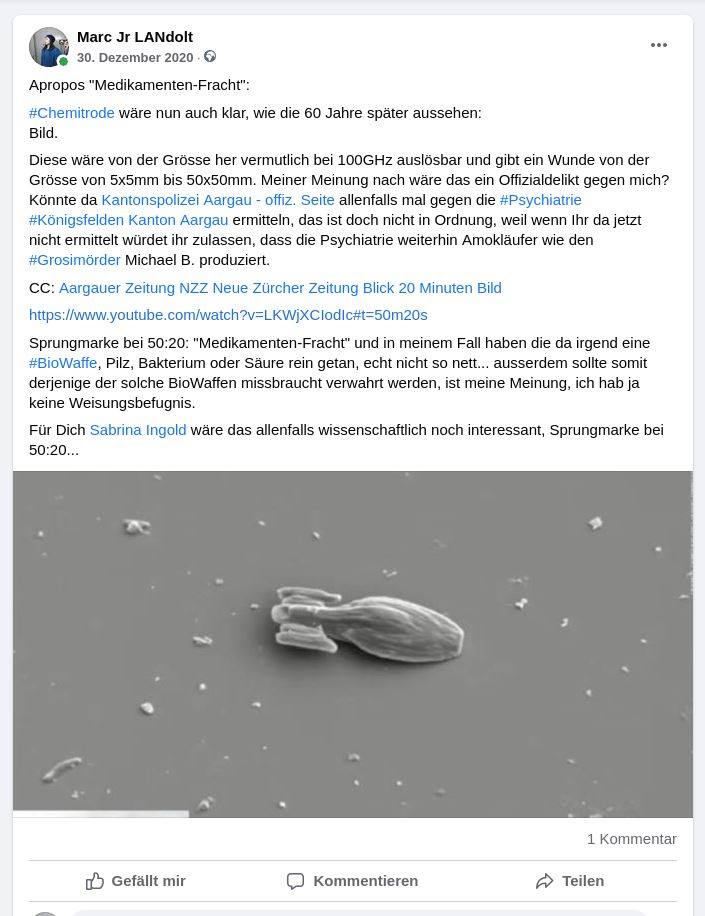 Marc Jr LANdolt
30. Dezember 2020 ·
Apropos "Medikamenten-Fracht":
#Chemitrode wäre nun auch klar, wie die 60 Jahre später aussehen:
Bild.
Diese wäre von der Grösse her vermutlich bei 100GHz auslösbar und gibt ein Wunde von der
Grösse von 5x5mm bis 50x50mm. Meiner Meinung nach wäre das ein Offizialdelikt gegen mich?
Könnte da Kantonspolizei Aargau - offiz. Seite allenfalls mal gegen die #Psychiatrie
#Königsfelden Kanton Aargau ermitteln, das ist doch nicht in Ordnung, weil wenn Ihr da jetzt
nicht ermittelt würdet ihr zulassen, dass die Psychiatrie weiterhin Amokläufer wie den
#Grosimörder Michael B. produziert.
CC: Aargauer Zeitung NZZ Neue Zürcher Zeitung Blick 20 Minuten Bild
https://www.youtube.com/watch?v=LKWjXCIodIc#t=50m20s
Sprungmarke bei 50:20: "Medikamenten-Fracht" und in meinem Fall haben die da irgend eine
#BioWaffe, Pilz, Bakterium oder Säure rein getan, echt nicht so nett... ausserdem sollte somit
derjenige der solche BioWaffen missbraucht verwahrt werden, ist meine Meinung, ich hab ja
keine Weisungsbefugnis.
Für Dich Sabrina Ingold wäre das allenfalls wissenschaftlich noch interessant, Sprungmarke bei
50:20...
1 Kommentar
Gefällt mir Kommentieren Teilen